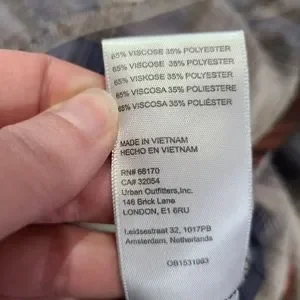 65% VISCOSE 35% POLYESTER
65% VISCOSE 35% POLYESTER
65% VISKOSE 35% POLYESTER
65% VISCOSA 35% POLIESTERE
65% VISCOSA 35% POLIÉSTER
MADE IN VIETNAM
HECHO EN VIETNAM
RN# 66170
CA# 32054
Urban Outfitters,Inc.
146 Brick Lane
LONDON, E1 6RU
Leidsestraat 32, 1017PB
Amsterdam, Netherlands
OB1531983